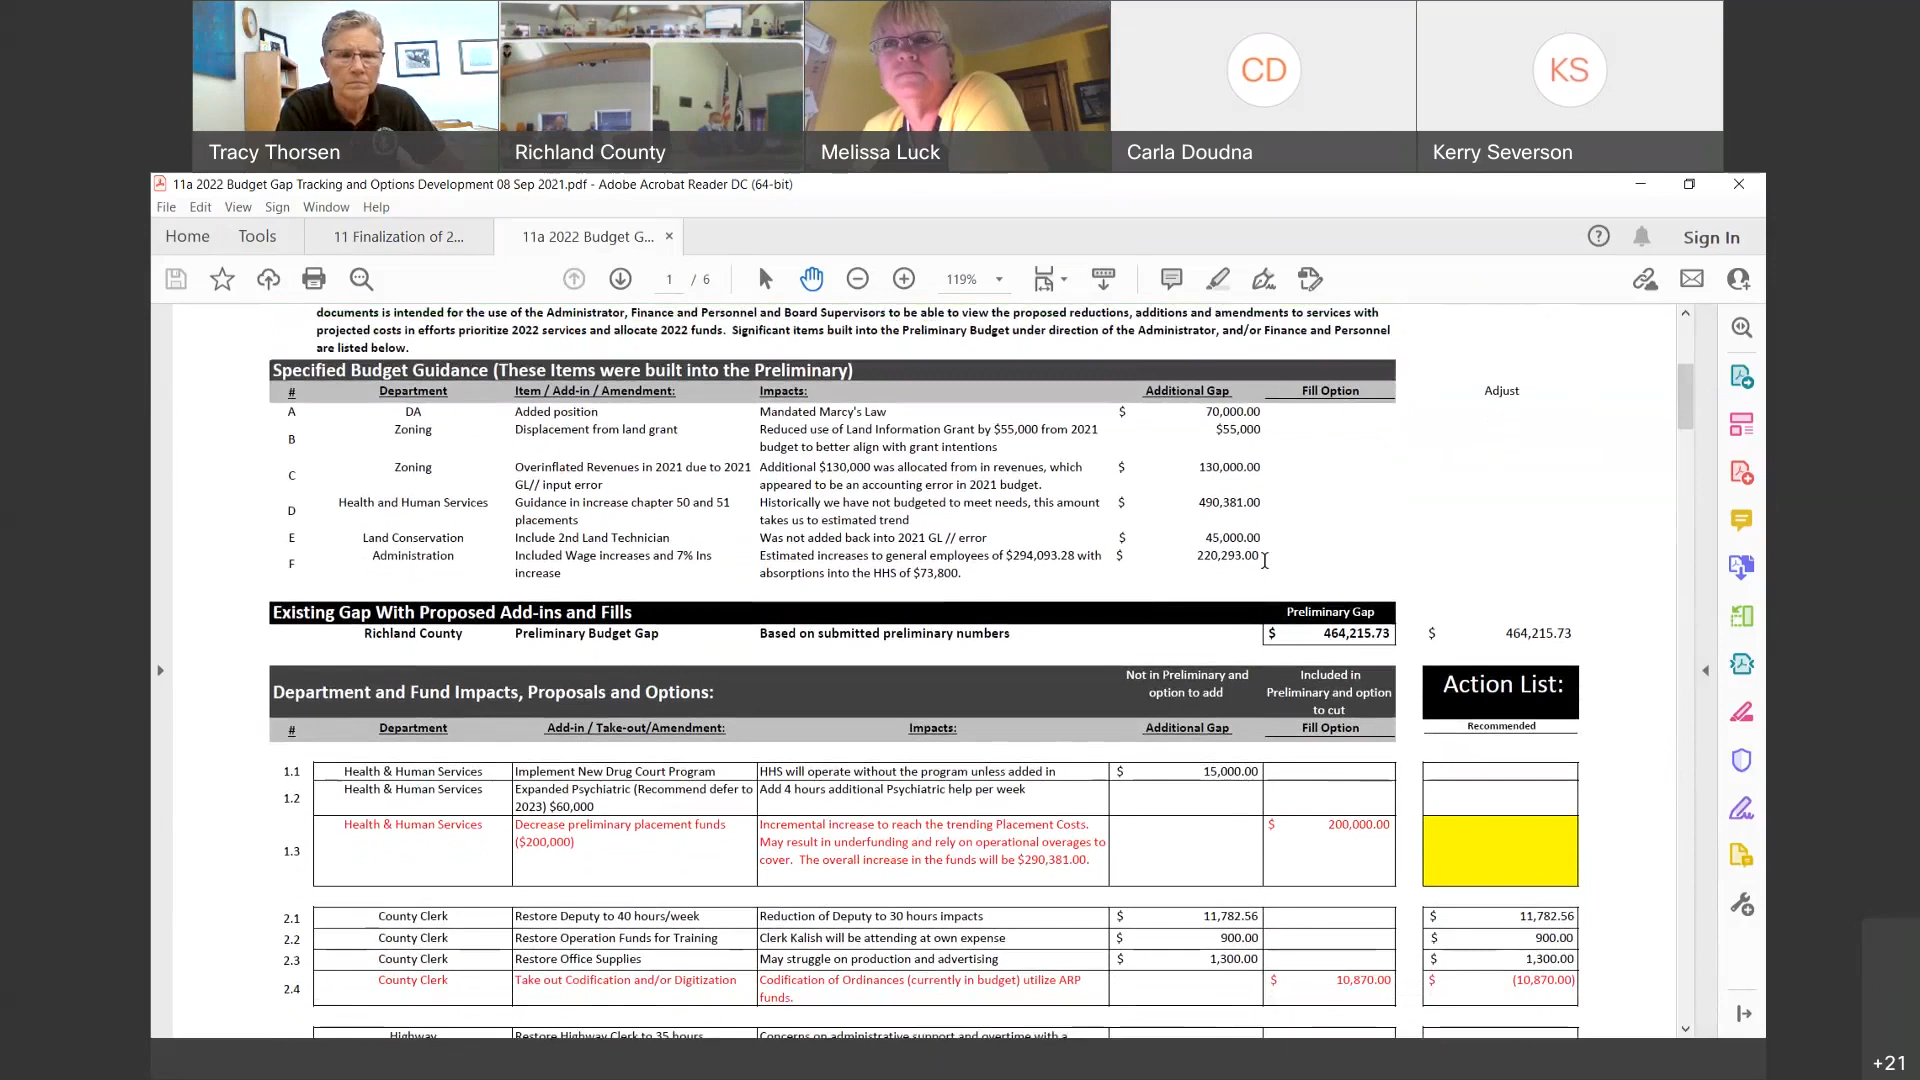 Tracy Thorsen
Richland County
Melissa Luck
CD
Carla Doudna
KS
Kerry Severson
11a 2022 Budget Gap Tracking and Options Development 08 Sep 2021.pdf - Adobe Acrobat Reader DC (64-bit)
File Edit View Sign Window Help
Home Tools 11 Finalization of 2... 11a 2022 Budget G... × Sign In
1 / 6 119%
documents is intended for the use of the Administrator, Finance and Personnel and Board Supervisors to be able to view the proposed reductions, additions and amendments to services with
projected costs in efforts prioritize 2022 services and allocate 2022 funds. Significant items built into the Preliminary Budget under direction of the Administrator, and/or Finance and Personnel
are listed below.
Specified Budget Guidance (These Items were built into the Preliminary)
# Department Item / Add-in / Amendment: Impacts: Additional Gap Fill Option Adjust
A DA Added position Mandated Marcy's Law $ 70,000.00
B Zoning Displacement from land grant Reduced use of Land Information Grant by $55,000 from 2021 $55,000
budget to better align with grant intentions
C Zoning Overinflated Revenues in 2021 due to 2021 Additional $130,000 was allocated from in revenues, which $ 130,000.00
GL// input error appeared to be an accounting error in 2021 budget.
D Health and Human Services Guidance in increase chapter 50 and 51 Historically we have not budgeted to meet needs, this amount $ 490,381.00
placements takes us to estimated trend
E Land Conservation Include 2nd Land Technician Was not added back into 2021 GL // error $ 45,000.00
F Administration Included Wage increases and 7% Ins Estimated increases to general employees of $294,093.28 with $ 220,293.00
increase absorptions into the HHS of $73,800.
Existing Gap With Proposed Add-ins and Fills Preliminary Gap
Richland County Preliminary Budget Gap Based on submitted preliminary numbers $ 464,215.73 $ 464,215.73
Department and Fund Impacts, Proposals and Options: Not in Preliminary and Included in Action List:
option to add Preliminary and option
to cut
# Department Add-in / Take-out/Amendment: Impacts: Additional Gap Fill Option Recommended
1.1 Health & Human Services Implement New Drug Court Program HHS will operate without the program unless added in $ 15,000.00
1.2 Health & Human Services Expanded Psychiatric (Recommend defer to Add 4 hours additional Psychiatric help per week
2023) $60,000
1.3 Health & Human Services Decrease preliminary placement funds Incremental increase to reach the trending Placement Costs. $ 200,000.00
($200,000) May result in underfunding and rely on operational overages to
cover. The overall increase in the funds will be $290,381.00.
2.1 County Clerk Restore Deputy to 40 hours/week Reduction of Deputy to 30 hours impacts $ 11,782.56 $ 11,782.56
2.2 County Clerk Restore Operation Funds for Training Clerk Kalish will be attending at own expense $ 900.00 $ 900.00
2.3 County Clerk Restore Office Supplies May struggle on production and advertising $ 1,300.00 $ 1,300.00
2.4 County Clerk Take out Codification and/or Digitization Codification of Ordinances (currently in budget) utilize ARP $ 10,870.00 $ (10,870.00)
funds.
Highway Restore Highway Clerk to 35 hours Concerns on administrative support and overtime with a
+21